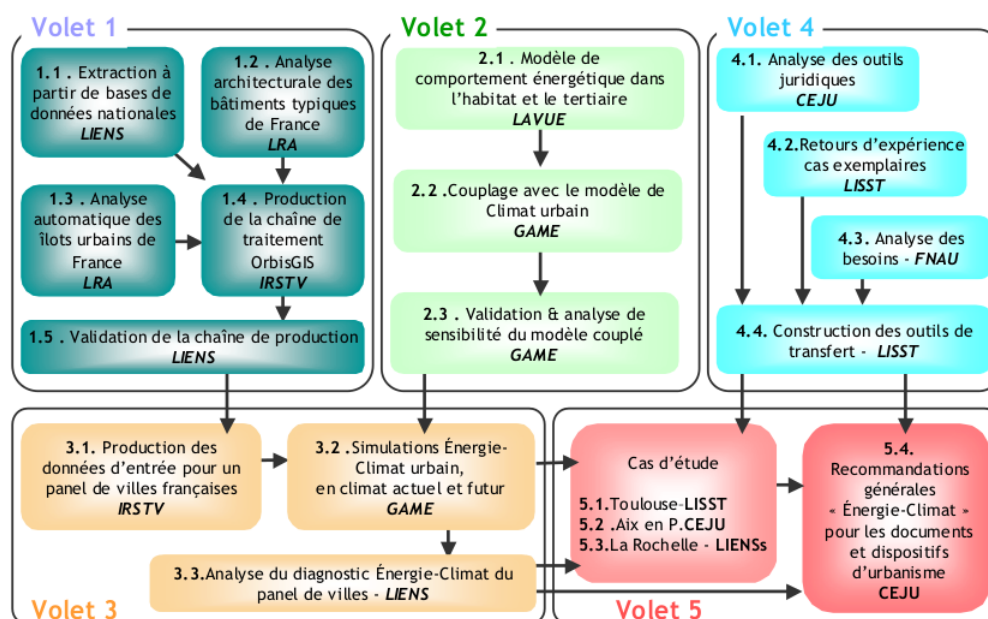 Volet 1
1.1 . Extraction à
partir de bases de
données nationales
LIENS
1.2 . Analyse
architecturale des
bâtiments typiques
de France
LRA
1.3 . Analyse
automatique des
îlots urbains de
France
LRA
1.4 . Production
de la chaîne de
traitement
OrbisGIS
IRSTV
1.5 . Validation de la chaîne de production
LIENS
Volet 2
2.1 . Modèle de
comportement énergétique dans
l’habitat et le tertiaire
LAVUE
2.2 .Couplage avec le modèle de
Climat urbain
GAME
2.3 . Validation & analyse de
sensibilité du modèle couplé
GAME
Volet 4
4.1. Analyse des outils
juridiques
CEJU
4.2.Retours d’expérience
cas exemplaires
LISST
4.3. Analyse des
besoins - FNAU
4.4. Construction des outils de
transfert - LISST
3.1. Production des
données d’entrée pour un
panel de villes françaises
IRSTV
3.2 .Simulations Énergie-
Climat urbain,
en climat actuel et futur
GAME
3.3.Analyse du diagnostic Énergie-Climat du
panel de villes - LIENS
Volet 3
Cas d’étude
5.1.Toulouse-LISST
5.2 .Aix en P.CEJU
5.3.La Rochelle - LIENSs
5.4.
Recommandations
générales
« Énergie-Climat »
pour les documents
et dispositifs
d’urbanisme
CEJU
Volet 5